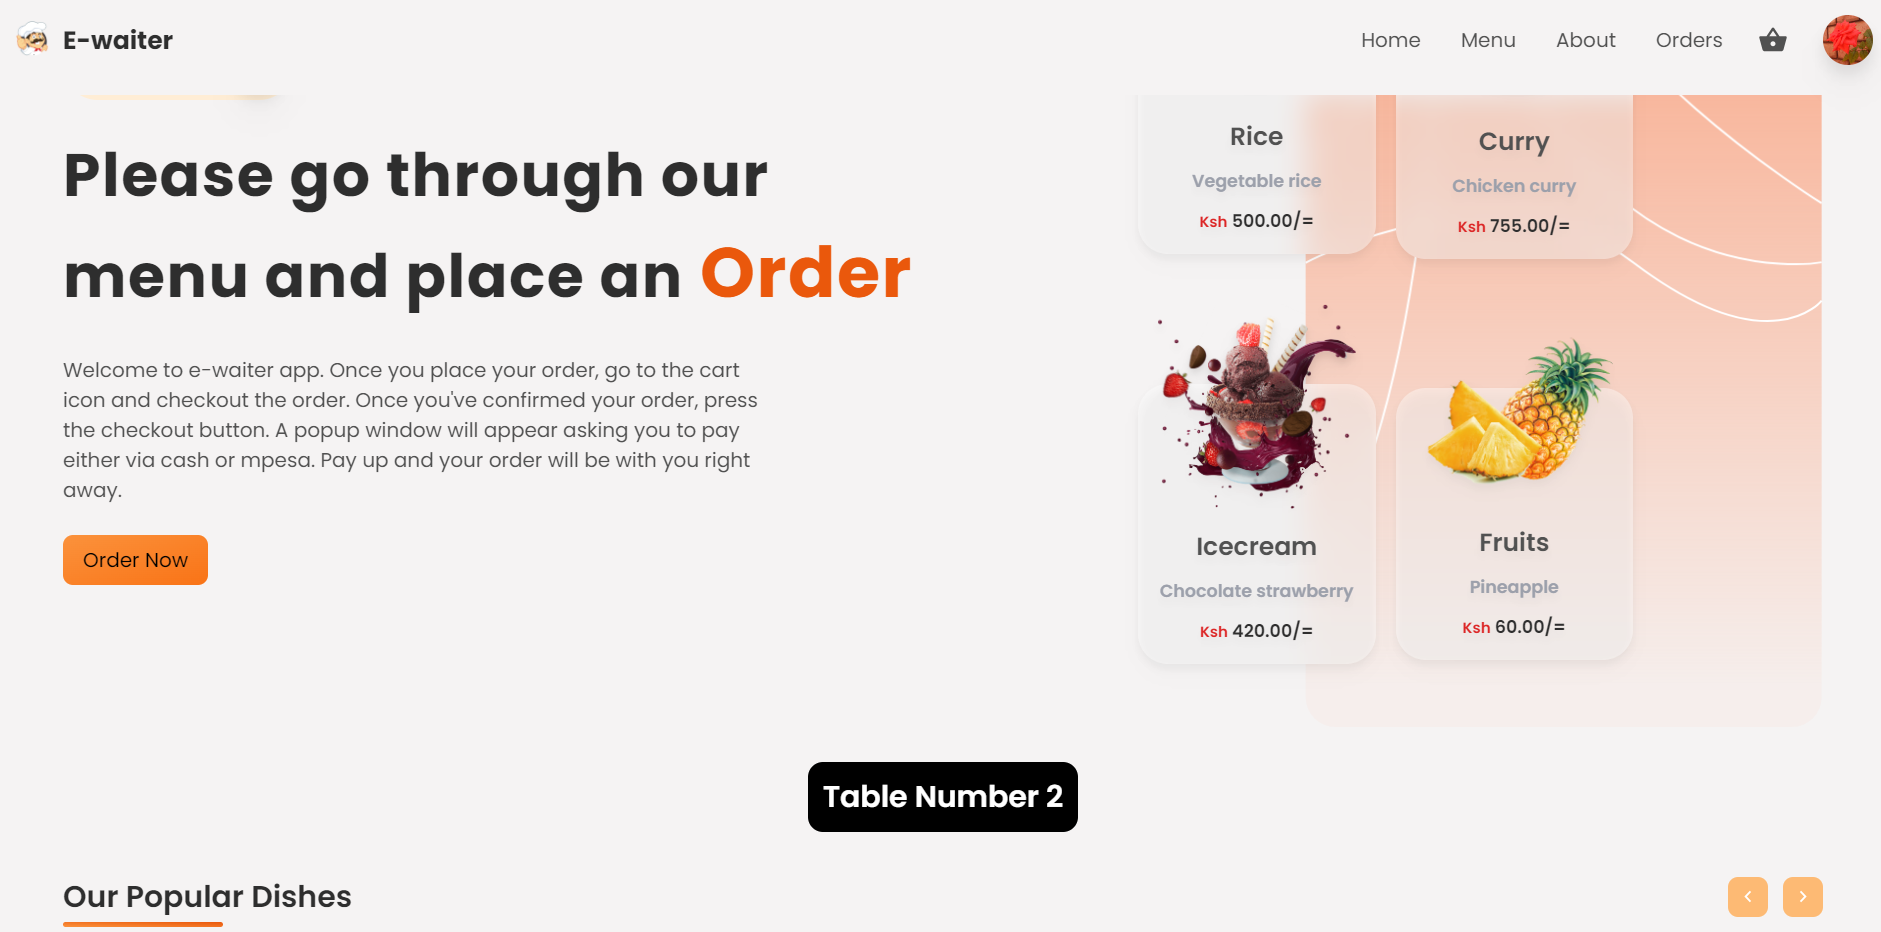 E-waiter
Home
Menu
About
Orders
Please go through our
menu and place an Order
Welcome to e-waiter app. Once you place your order, go to the cart
icon and checkout the order. Once you've confirmed your order, press
the checkout button. A popup window will appear asking you to pay
either via cash or mpesa. Pay up and your order will be with you right
away.
Order Now
Rice
Vegetable rice
Ksh 500.00/=
Curry
Chicken curry
Ksh 755.00/=
Icecream
Chocolate strawberry
Ksh 420.00/=
Fruits
Pineapple
Ksh 60.00/=
Table Number 2
Our Popular Dishes